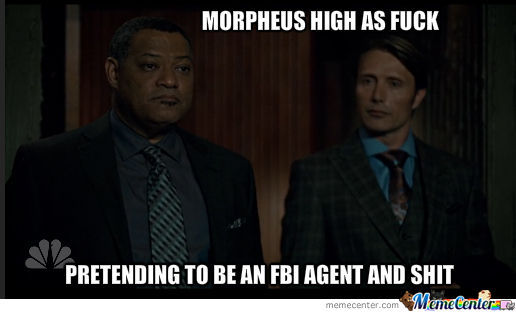 MORPHEUS HIGH AS FUCK
PRETENDING TO BE AN FBI AGENT AND SHIT
memecenter.com MemeCenter